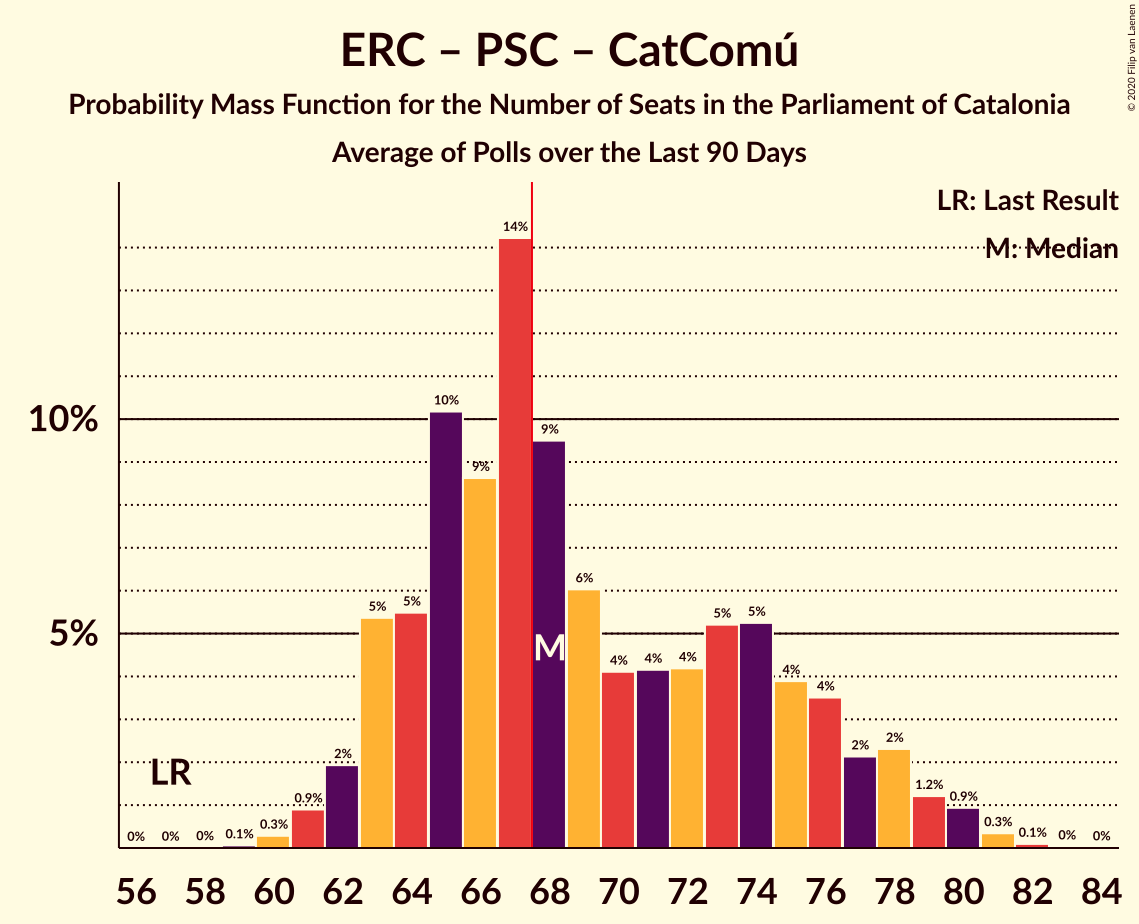 ERC – PSC – CatComú
Probability Mass Function for the Number of Seats in the Parliament of Catalonia
Average of Polls over the Last 90 Days
© 2020 Filip van Laenen
LR: Last Result
M: Median
10%
5%
0% 0% 0% 0.1% 0.3% 0.9% 2% 5% 5% 10% 9% 14% 9% 6% 4% 4% 4% 5% 5% 4% 4% 2% 2% 1.2% 0.9% 0.3% 0.1% 0% 0%
LR
M
56 58 60 62 64 66 68 70 72 74 76 78 80 82 84